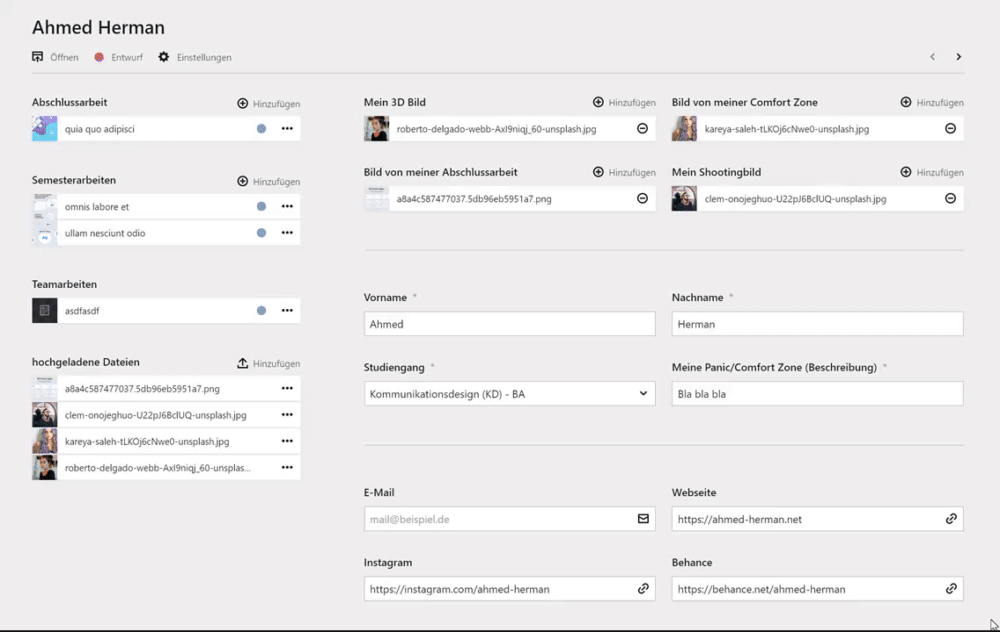 Ahmed Herman
Öffnen Entwurf Einstellungen
Abschlussarbeit Hinzufügen
quia quo adipisci
Semesterarbeiten Hinzufügen
omnis labore et
ullam nesciunt odio
Teamarbeiten
asdfasdf
hochgeladene Dateien Hinzufügen
a8a4c587477037.5db96eb5951a7.png
clem-onojeghuo-U22pJ6BclUQ-unsplash.jpg
kareya-saleh-tLKOj6cNwe0-unsplash.jpg
roberto-delgado-webb-AxI9niqj_60-unsplas...
Mein 3D Bild Hinzufügen
roberto-delgado-webb-AxI9niqj_60-unsplash.jpg
Bild von meiner Comfort Zone Hinzufügen
kareya-saleh-tLKOj6cNwe0-unsplash.jpg
Bild von meiner Abschlussarbeit Hinzufügen
a8a4c587477037.5db96eb5951a7.png
Mein Shootingbild Hinzufügen
clem-onojeghuo-U22pJ6BclUQ-unsplash.jpg
Vorname *
Ahmed
Nachname *
Herman
Studiengang *
Kommunikationsdesign (KD) - BA
Meine Panic/Comfort Zone (Beschreibung) *
Bla bla bla
E-Mail
mail@beispiel.de
Webseite
https://ahmed-herman.net
Instagram
https://instagram.com/ahmed-herman
Behance
https://behance.net/ahmed-herman